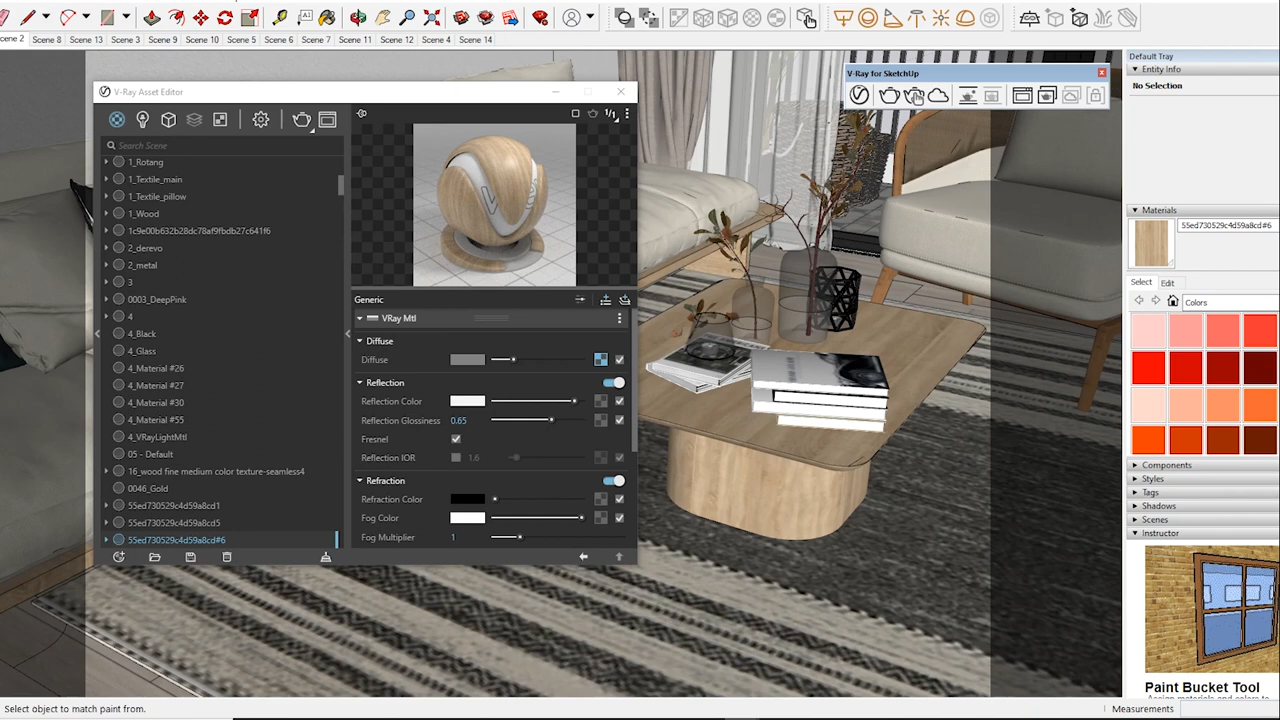 cene 2 Scene 8 Scene 13 Scene 3 Scene 9 Scene 10 Scene 5 Scene 6 Scene 7 Scene 11 Scene 12 Scene 4 Scene 14
V-Ray Asset Editor
Search Scene
1_Rotang
1_Textile_main
1_Textile_pillow
1_Wood
1c9e00b632b28dc78af9fbdb27c641f6
2_derevo
2_metal
3
0003_DeepPink
4
4_Black
4_Glass
4_Material #26
4_Material #27
4_Material #30
4_Material #55
4_VRayLightMtl
05 - Default
16_wood fine medium color texture-seamless4
0046_Gold
55ed730529c4d59a8cd1
55ed730529c4d59a8cd5
55ed730529c4d59a8cd#6
1/1
Generic
VRay Mtl
Diffuse
Diffuse
Reflection
Reflection Color
Reflection Glossiness 0.65
Fresnel
Reflection IOR 1.6
Refraction
Refraction Color
Fog Color
Fog Multiplier 1
V-Ray for SketchUp
Default Tray
Entity Info
No Selection
Materials
55ed730529c4d59a8cd#6
Select Edit
Colors
Components
Styles
Tags
Shadows
Scenes
Instructor
Paint Bucket Tool
Select object to match paint from.
Measurements